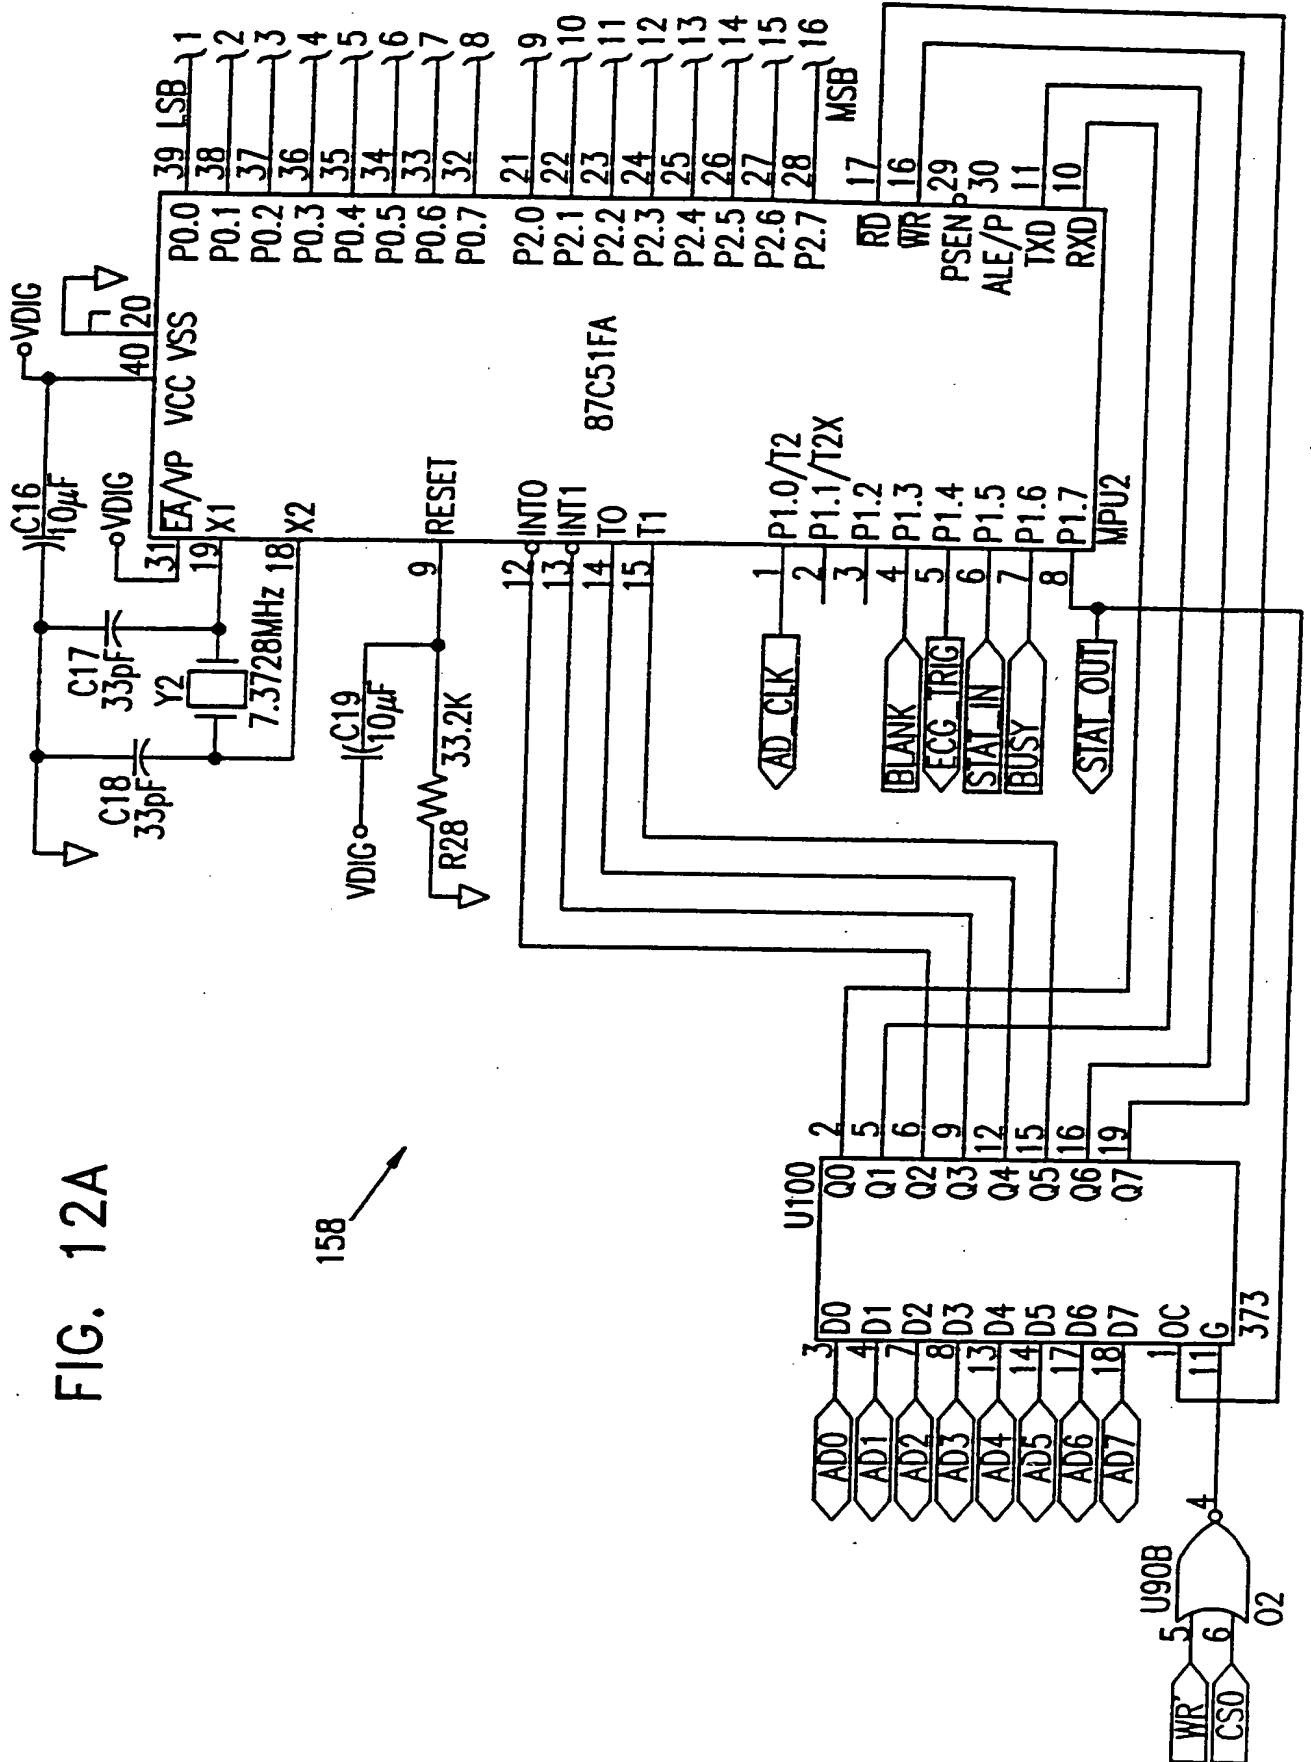 FIG. 12A
158
VDIG
C16
10µF
VDIG
C17
33pF
C18
33pF
Y2
7.3728MHz
31
19
18
EA/VP
X1
X2
VCC
VSS
40
20
VDIG
C19
10µF
33.2K
R28
9
RESET
12
13
14
15
INT0
INT1
TO
T1
87C51FA
P0.0 39 LSB 1
P0.1 38 2
P0.2 37 3
P0.3 36 4
P0.4 35 5
P0.5 34 6
P0.6 33 7
P0.7 32 8
P2.0 21 9
P2.1 22 10
P2.2 23 11
P2.3 24 12
P2.4 25 13
P2.5 26 14
P2.6 27 15
P2.7 28 16
MSB
RD 17
WR 16
PSEN 29
ALE/P 30
TXD 11
RXD 10
AD_CLK 1 P1.0/T2
2 P1.1/T2X
3 P1.2
BLANK 4 P1.3
ECG_TRIG 5 P1.4
STAT_IN 6 P1.5
BUSY 7 P1.6
8 P1.7
STAT_OUT
MPU2
U100
AD0 3 D0 Q0 2
AD1 4 D1 Q1 5
AD2 7 D2 Q2 6
AD3 8 D3 Q3 9
AD4 13 D4 Q4 12
AD5 14 D5 Q5 15
AD6 17 D6 Q6 16
AD7 18 D7 Q7 19
1 OC
11 G
373
U90B
WR 5
CS0 6
4
02